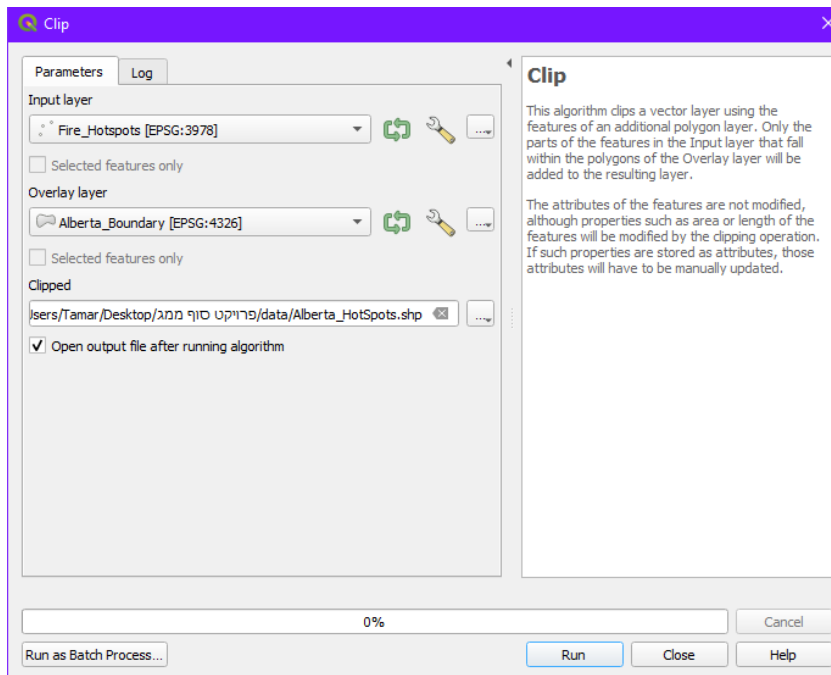 Clip
Parameters
Log
Input layer
Fire_Hotspots [EPSG:3978]
Selected features only
Overlay layer
Alberta_Boundary [EPSG:4326]
Selected features only
Clipped
Jsers/Tamar/Desktop/פרויקט סוף ממג/data/Alberta_HotSpots.shp
Open output file after running algorithm
Clip
This algorithm clips a vector layer using the
features of an additional polygon layer. Only the
parts of the features in the Input layer that fall
within the polygons of the Overlay layer will be
added to the resulting layer.
The attributes of the features are not modified,
although properties such as area or length of the
features will be modified by the clipping operation.
If such properties are stored as attributes, those
attributes will have to be manually updated.
0%
Cancel
Run as Batch Process...
Run
Close
Help